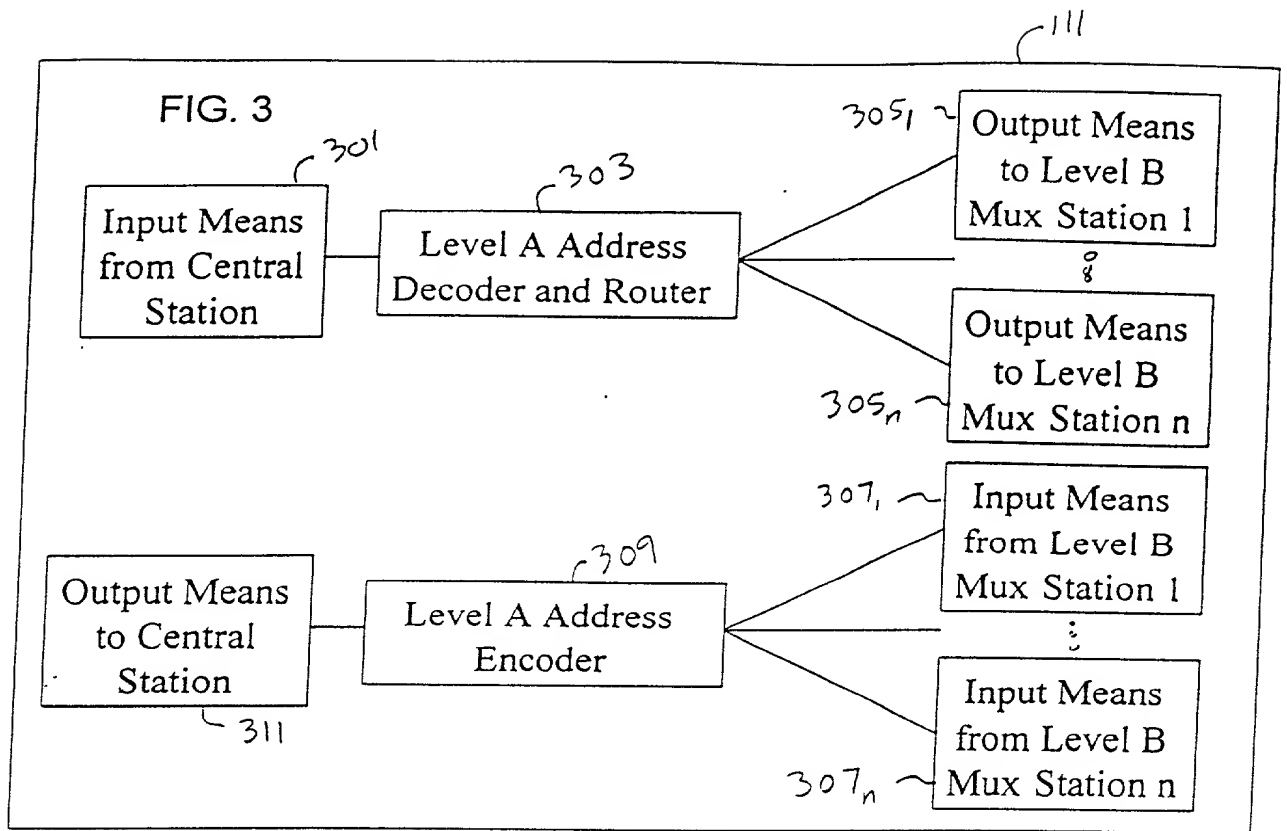 111
FIG. 3
301
Input Means
from Central
Station
303
Level A Address
Decoder and Router
305₁
Output Means
to Level B
Mux Station 1
Output Means
to Level B
Mux Station n
305ₙ
307₁
Input Means
from Level B
Mux Station 1
309
Output Means
to Central
Station
311
Level A Address
Encoder
Input Means
from Level B
Mux Station n
307ₙ